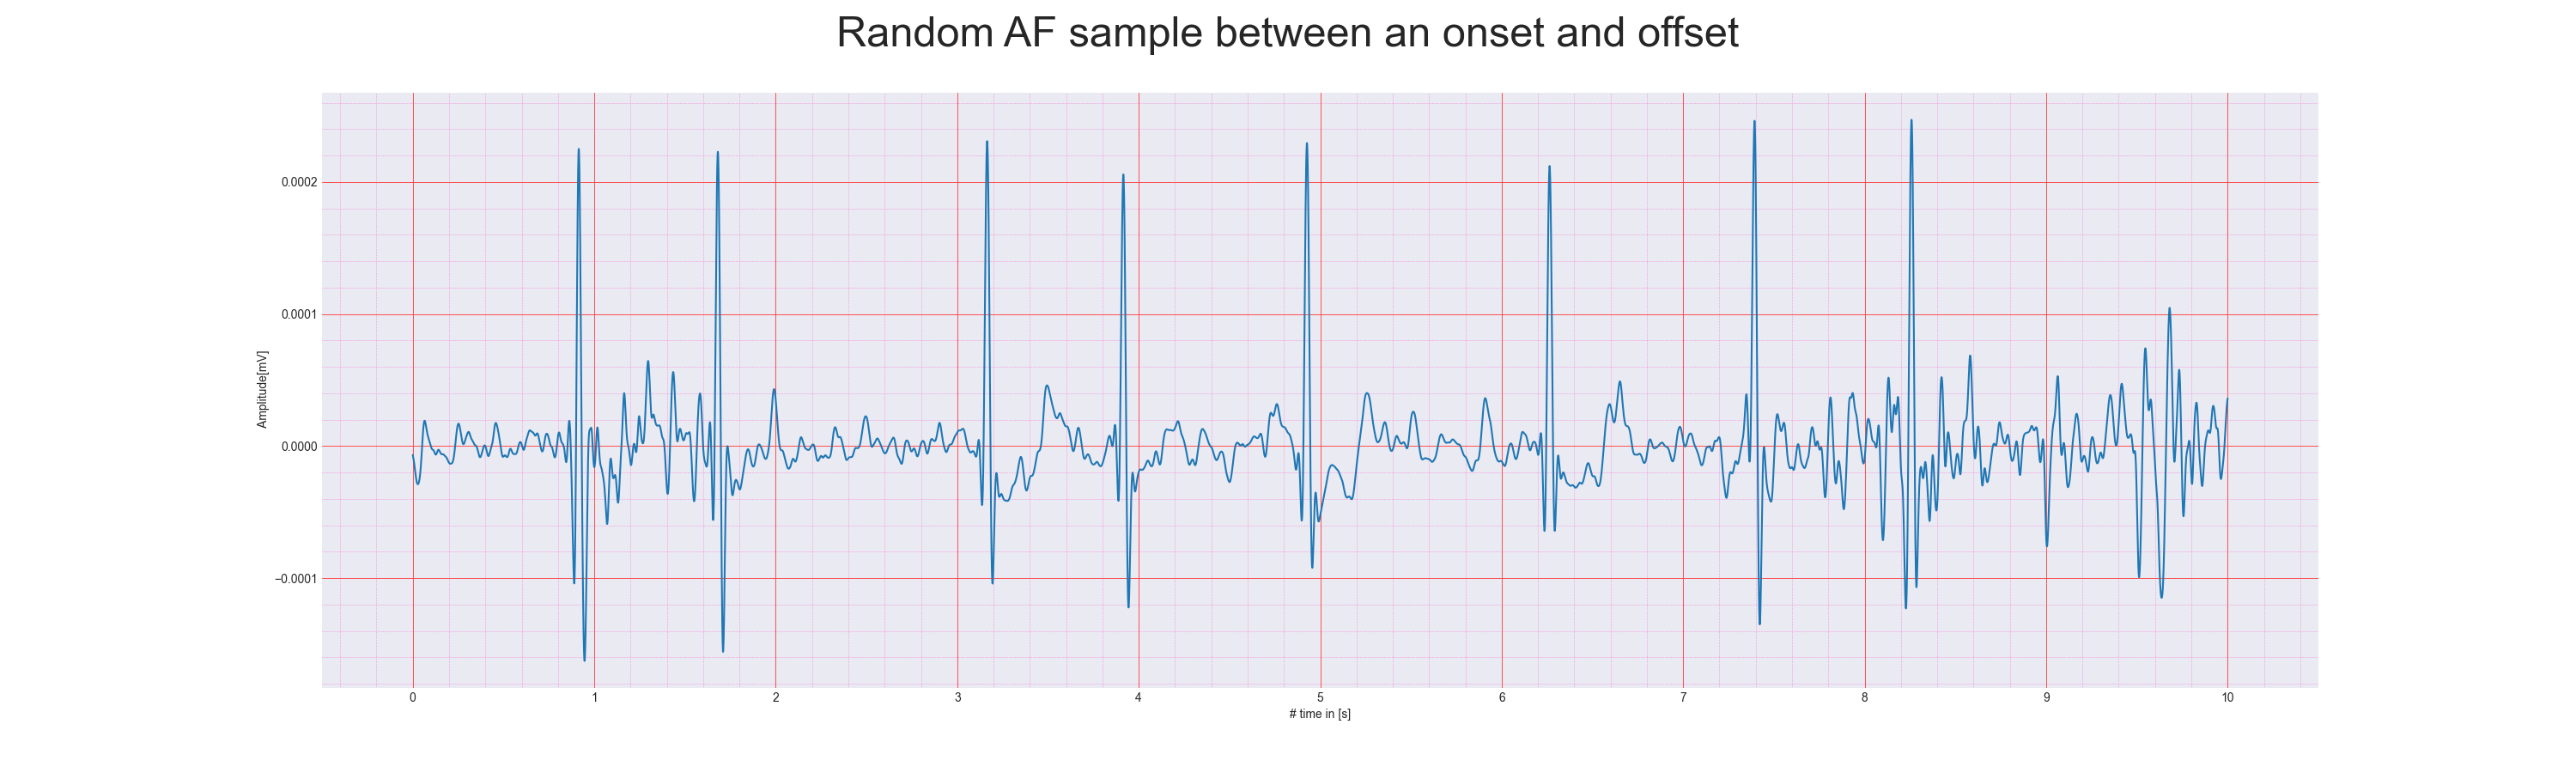 Random AF sample between an onset and offset
Amplitude[mV]
0.0002
0.0001
0.0000
−0.0001
0 1 2 3 4 5 6 7 8 9 10
# time in [s]